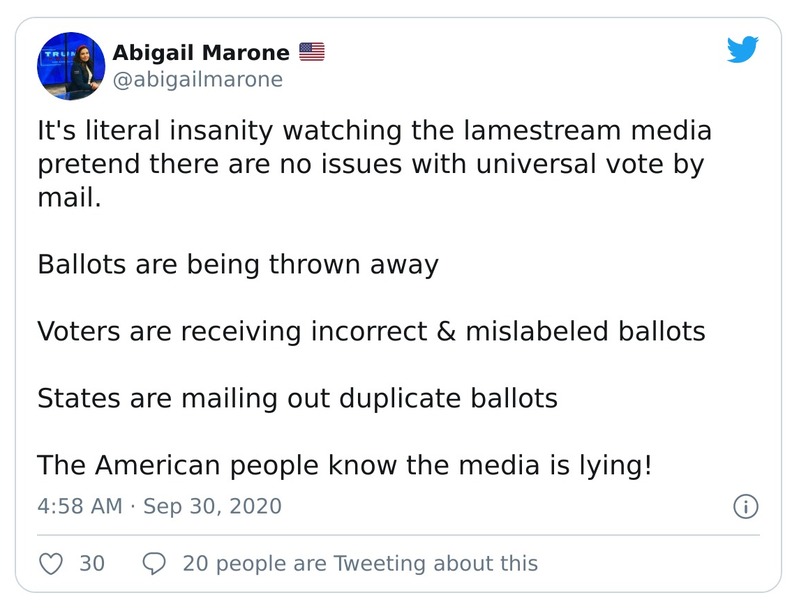 Abigail Marone 🇺🇸
@abigailmarone
It's literal insanity watching the lamestream media
pretend there are no issues with universal vote by
mail.
Ballots are being thrown away
Voters are receiving incorrect & mislabeled ballots
States are mailing out duplicate ballots
The American people know the media is lying!
4:58 AM · Sep 30, 2020
30
20 people are Tweeting about this